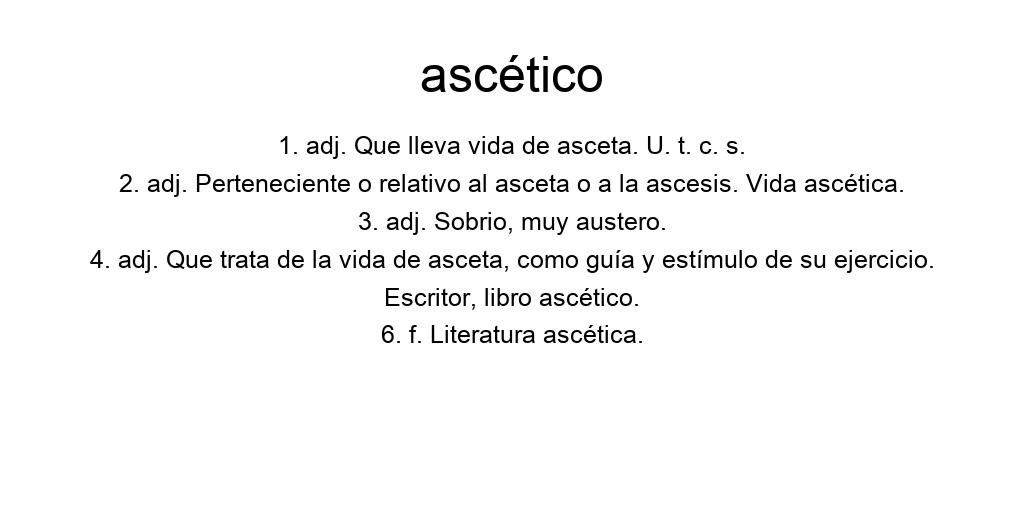 ascético
1. adj. Que lleva vida de asceta. U. t. c. s.
2. adj. Perteneciente o relativo al asceta o a la ascesis. Vida ascética.
3. adj. Sobrio, muy austero.
4. adj. Que trata de la vida de asceta, como guía y estímulo de su ejercicio.
Escritor, libro ascético.
6. f. Literatura ascética.